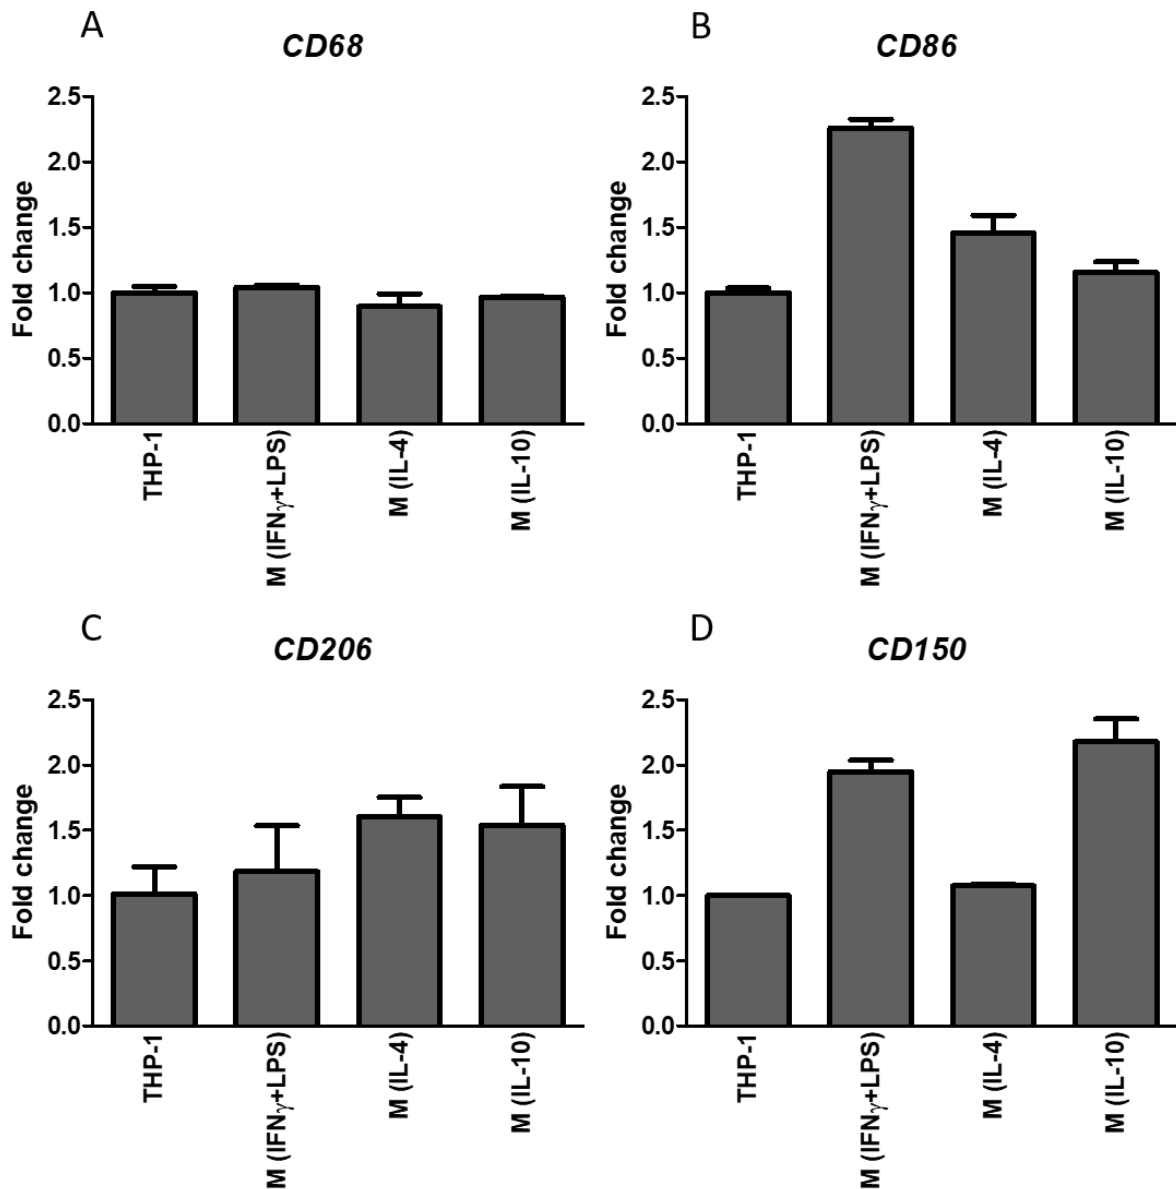 A
CD68
Fold change
2.5
2.0
1.5
1.0
0.5
0.0
THP-1
M (IFNγ+LPS)
M (IL-4)
M (IL-10)
B
CD86
Fold change
2.5
2.0
1.5
1.0
0.5
0.0
THP-1
M (IFNγ+LPS)
M (IL-4)
M (IL-10)
C
CD206
Fold change
2.5
2.0
1.5
1.0
0.5
0.0
THP-1
M (IFNγ+LPS)
M (IL-4)
M (IL-10)
D
CD150
Fold change
2.5
2.0
1.5
1.0
0.5
0.0
THP-1
M (IFNγ+LPS)
M (IL-4)
M (IL-10)